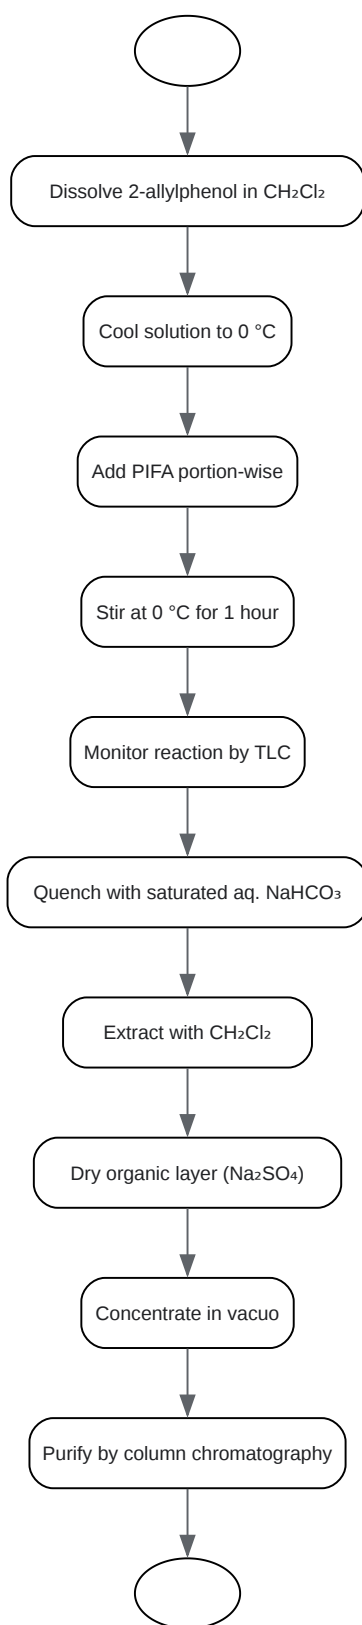 Dissolve 2-allylphenol in CH₂Cl₂
Cool solution to 0 °C
Add PIFA portion-wise
Stir at 0 °C for 1 hour
Monitor reaction by TLC
Quench with saturated aq. NaHCO₃
Extract with CH₂Cl₂
Dry organic layer (Na₂SO₄)
Concentrate in vacuo
Purify by column chromatography